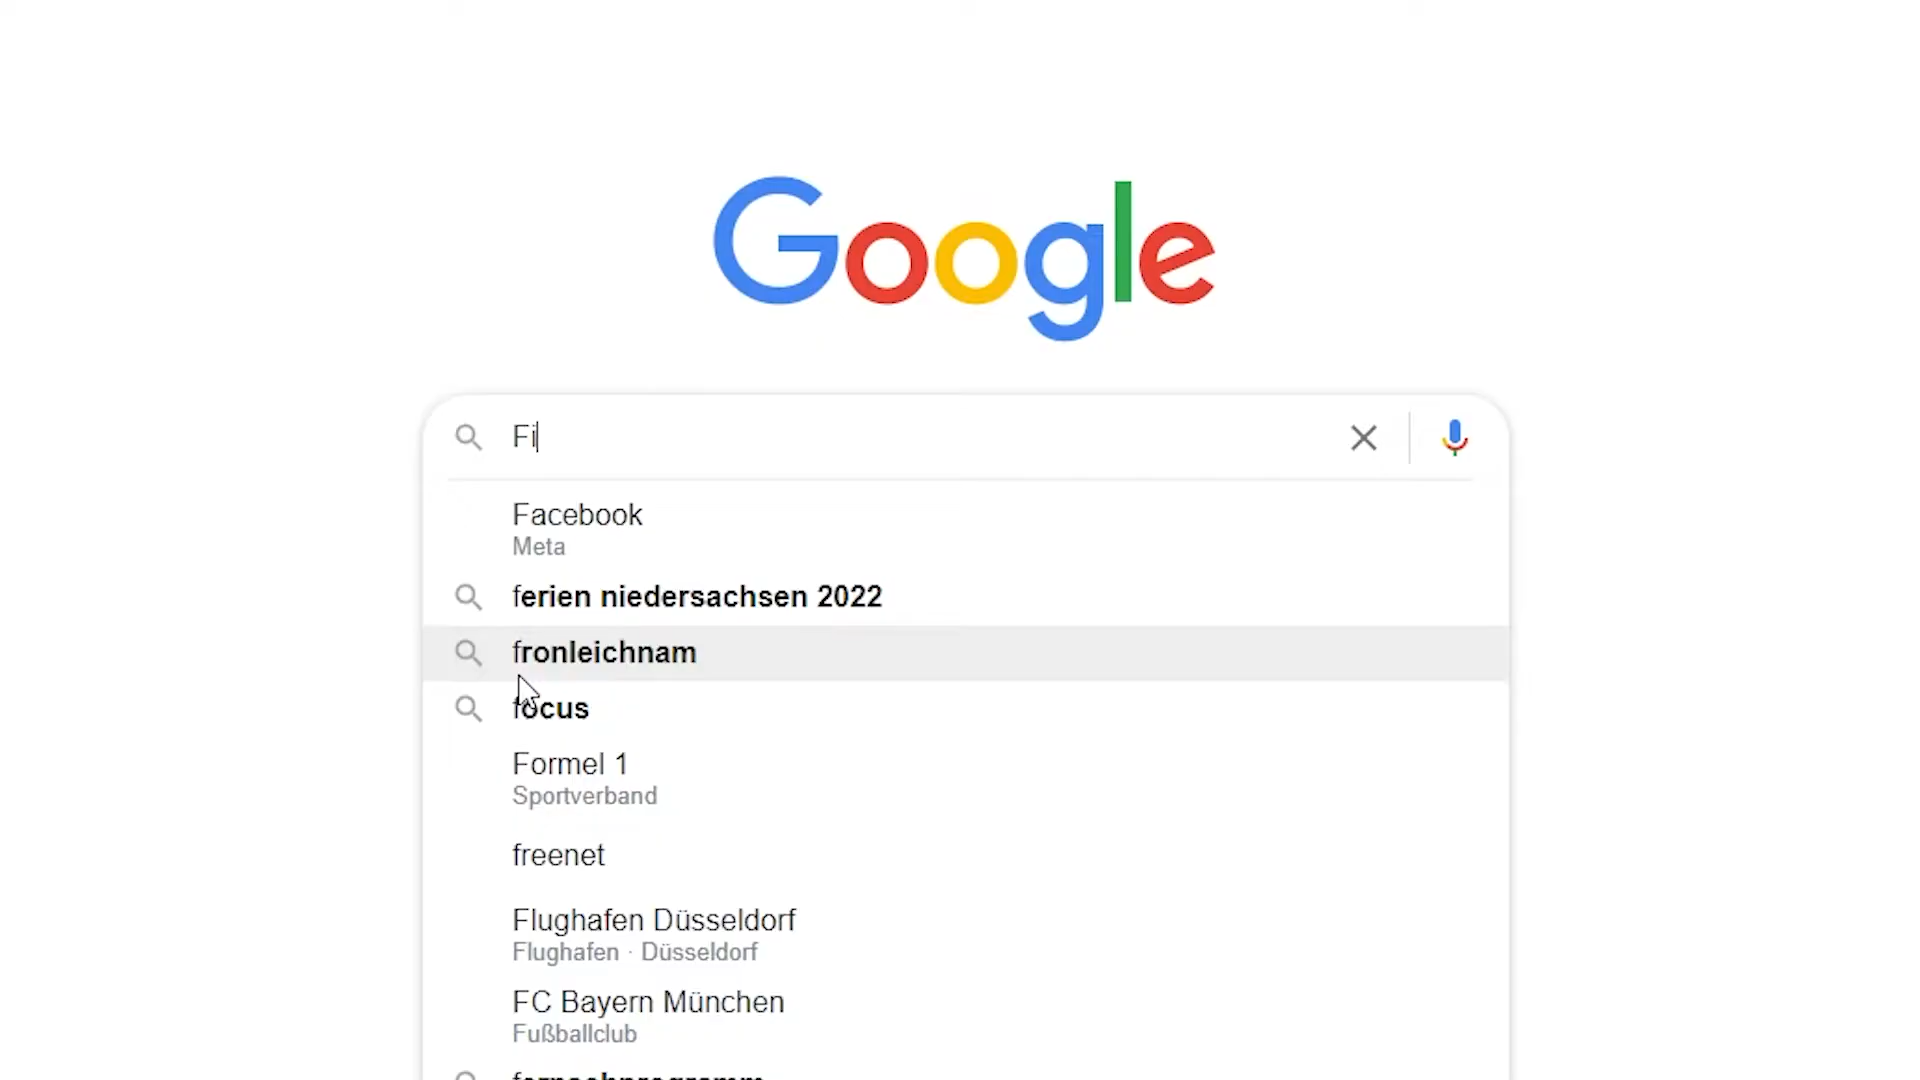 Google
Fi
Facebook
Meta
ferien niedersachsen 2022
fronleichnam
focus
Formel 1
Sportverband
freenet
Flughafen Düsseldorf
Flughafen · Düsseldorf
FC Bayern München
Fußballclub
fernsehprogramm